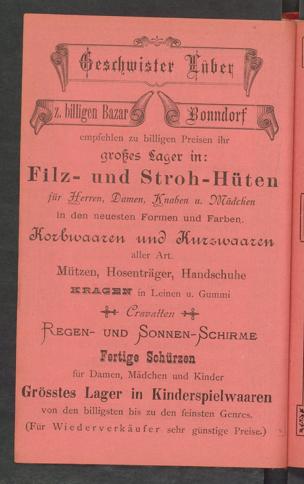 Geschwister Lüber
z. billigen Bazar Bonndorf
empfehlen zu billigen Preisen ihr
großes Lager in:
Filz- und Stroh-Hüten
für Herren, Damen, Knaben u. Mädchen
in den neuesten Formen und Farben.
Korbwaaren und Kurzwaaren
aller Art.
Mützen, Hosenträger, Handschuhe
KRAGEN in Leinen u. Gummi
Cravatten
REGEN- UND SONNEN-SCHIRME
Fertige Schürzen
für Damen, Mädchen und Kinder
Grösstes Lager in Kinderspielwaaren
von den billigsten bis zu den feinsten Genres.
(Für Wiederverkäufer sehr günstige Preise.)